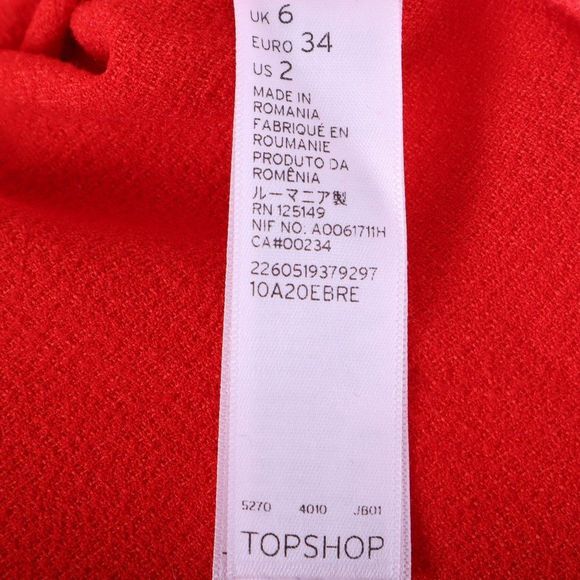 UK 6
EURO 34
US 2
MADE IN
ROMANIA
FABRIQUÉ EN
ROUMANIE
PRODUTO DA
ROMÊNIA
ルーマニア製
RN 125149
NIF NO: A0061711H
CA#00234
2260519379297
10A20EBRE
5270 4010 JB01
TOPSHOP